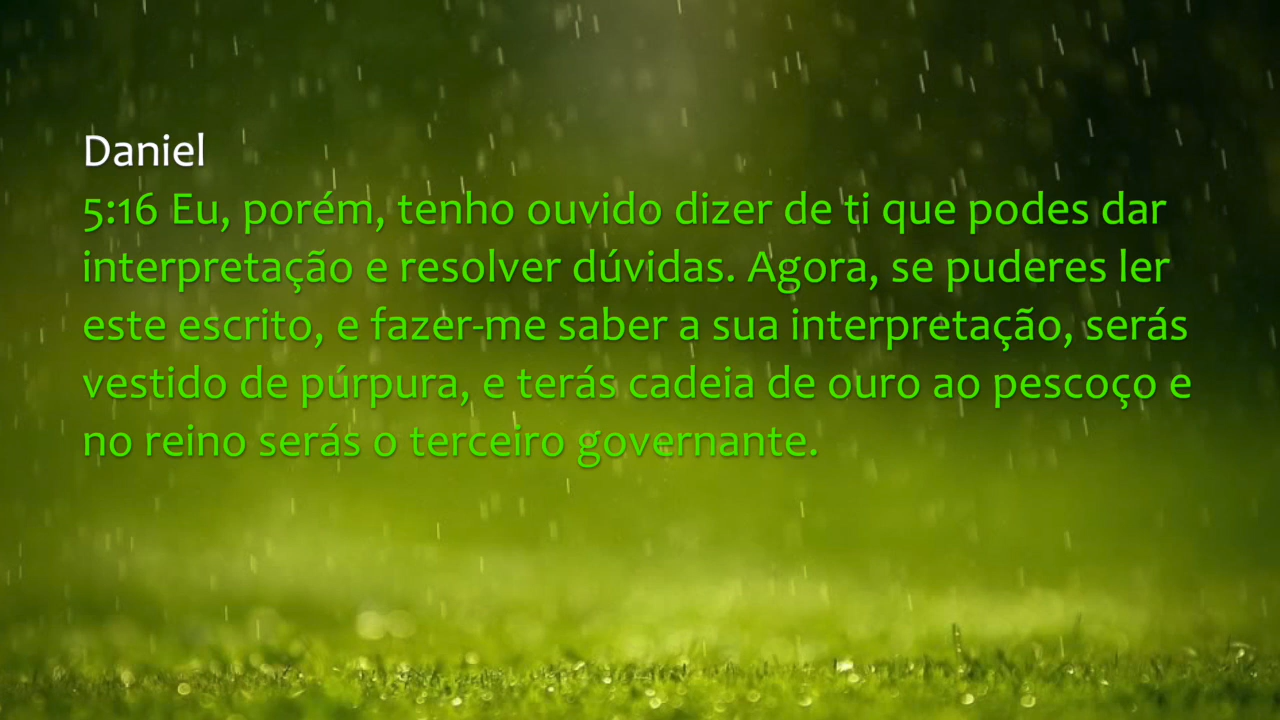 Daniel
5:16 Eu, porém, tenho ouvido dizer de ti que podes dar
interpretação e resolver dúvidas. Agora, se puderes ler
este escrito, e fazer-me saber a sua interpretação, serás
vestido de púrpura, e terás cadeia de ouro ao pescoço e
no reino serás o terceiro governante.